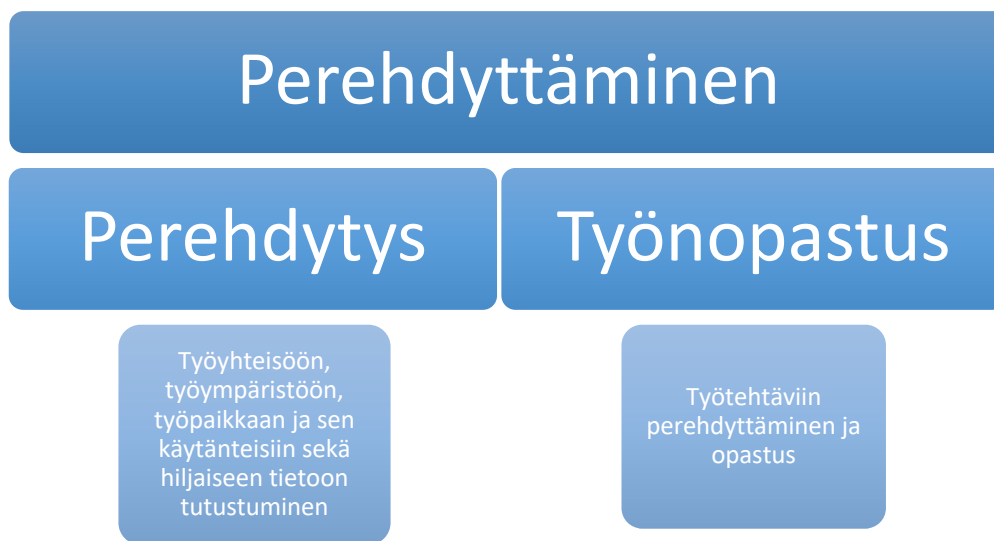 Perehdyttäminen
Perehdytys
Työnopastus
Työyhteisöön,
työympäristöön,
työpaikkaan ja sen
käytänteisiin sekä
hiljaiseen tietoon
tutustuminen
Työtehtäviin
perehdyttäminen ja
opastus